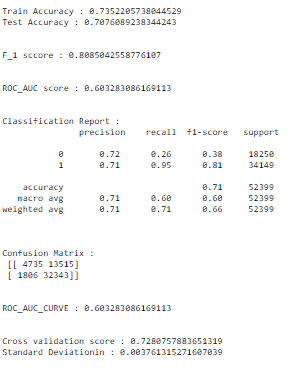 Train Accuracy : 0.7352205738044529
Test Accuracy : 0.7076089238344243
F_1 sccore : 0.8085042558776107
ROC_AUC score : 0.603283086169113
Classification Report :
precision recall f1-score support
0 0.72 0.26 0.38 18250
1 0.71 0.95 0.81 34149
accuracy 0.71 52399
macro avg 0.71 0.60 0.60 52399
weighted avg 0.71 0.71 0.66 52399
Confusion Matrix :
[[ 4735 13515]
[ 1806 32343]]
ROC_AUC_CURVE : 0.603283086169113
Cross validation score : 0.7280757883651319
Standard Deviationin : 0.003761315271607039